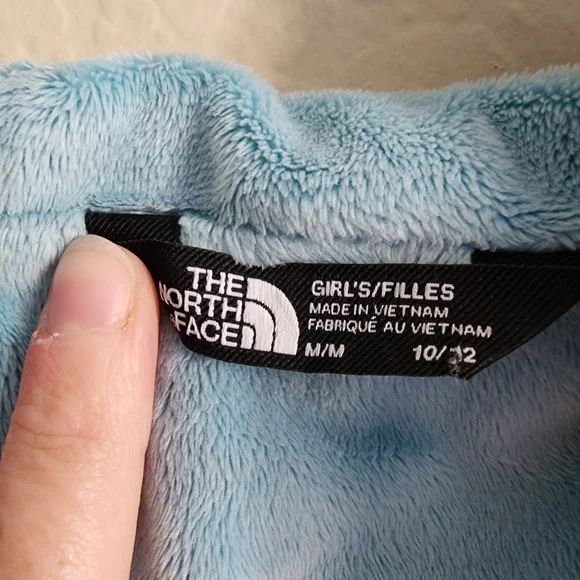 THE
NORTH
FACE
GIRL'S/FILLES
MADE IN VIETNAM
FABRIQUÉ AU VIETNAM
M/M 10/12